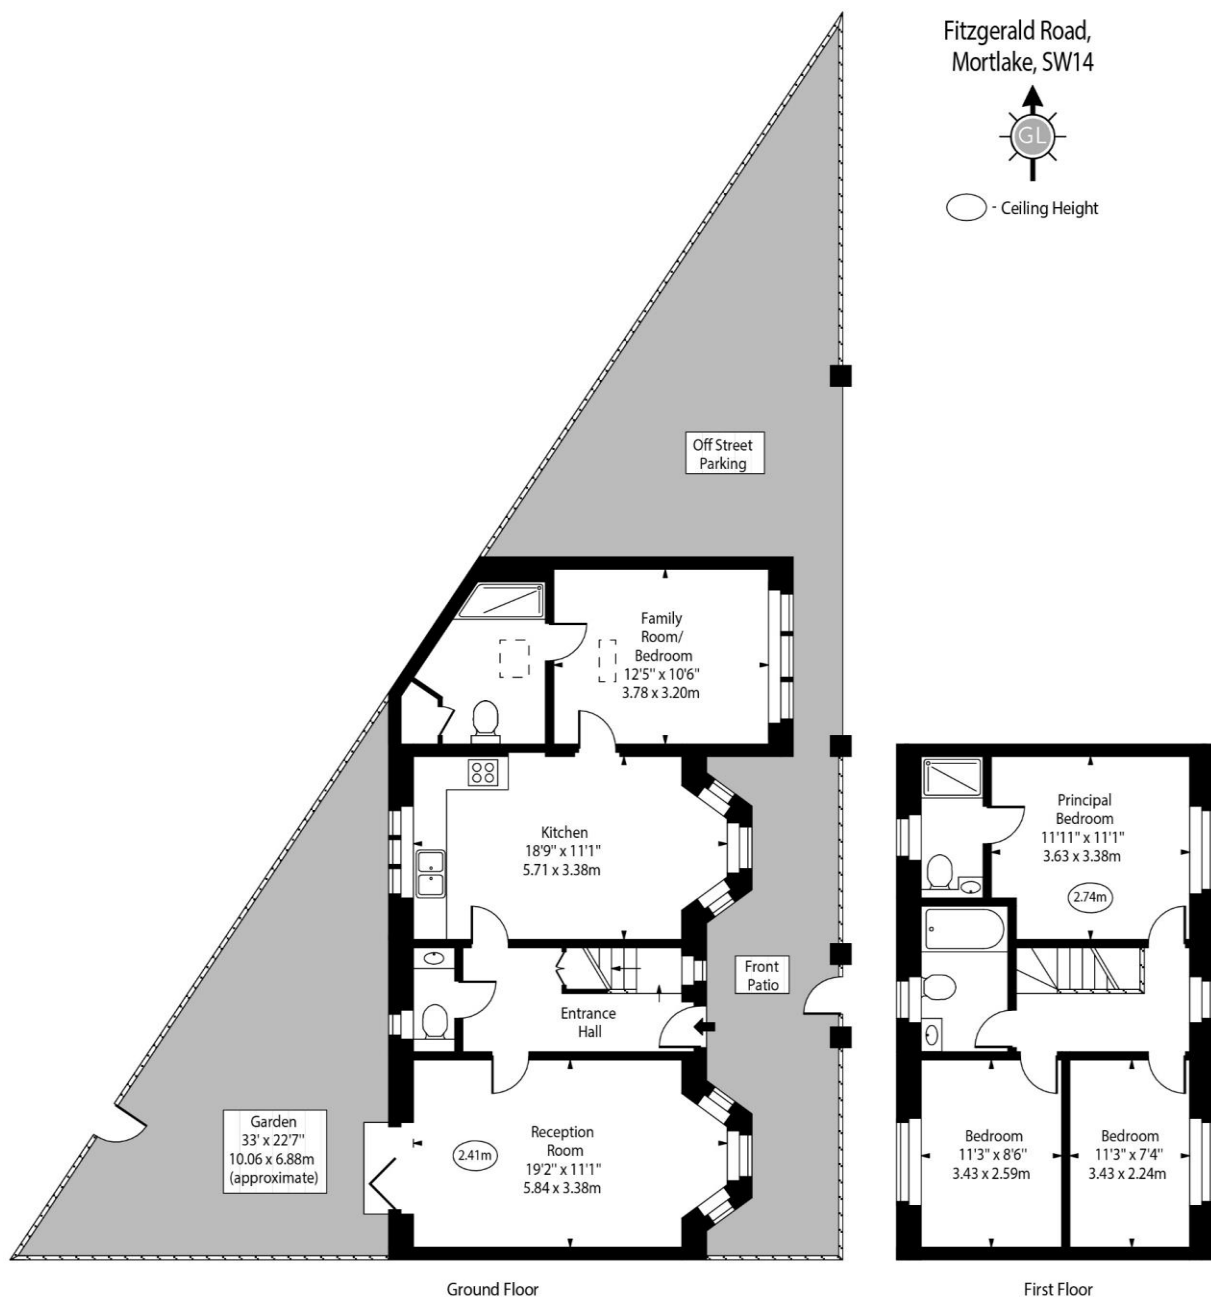 Fitzgerald Road,
Mortlake, SW14
GL
- Ceiling Height
Off Street
Parking
Family
Room/
Bedroom
12'5" x 10'6"
3.78 x 3.20m
Kitchen
18'9" x 11'1"
5.71 x 3.38m
Principal
Bedroom
11'11" x 11'1"
3.63 x 3.38m
2.74m
Front
Patio
Entrance
Hall
Garden
33' x 22'7"
10.06 x 6.88m
(approximate)
2.41m
Reception
Room
19'2" x 11'1"
5.84 x 3.38m
Bedroom
11'3" x 8'6"
3.43 x 2.59m
Bedroom
11'3" x 7'4"
3.43 x 2.24m
Ground Floor
First Floor